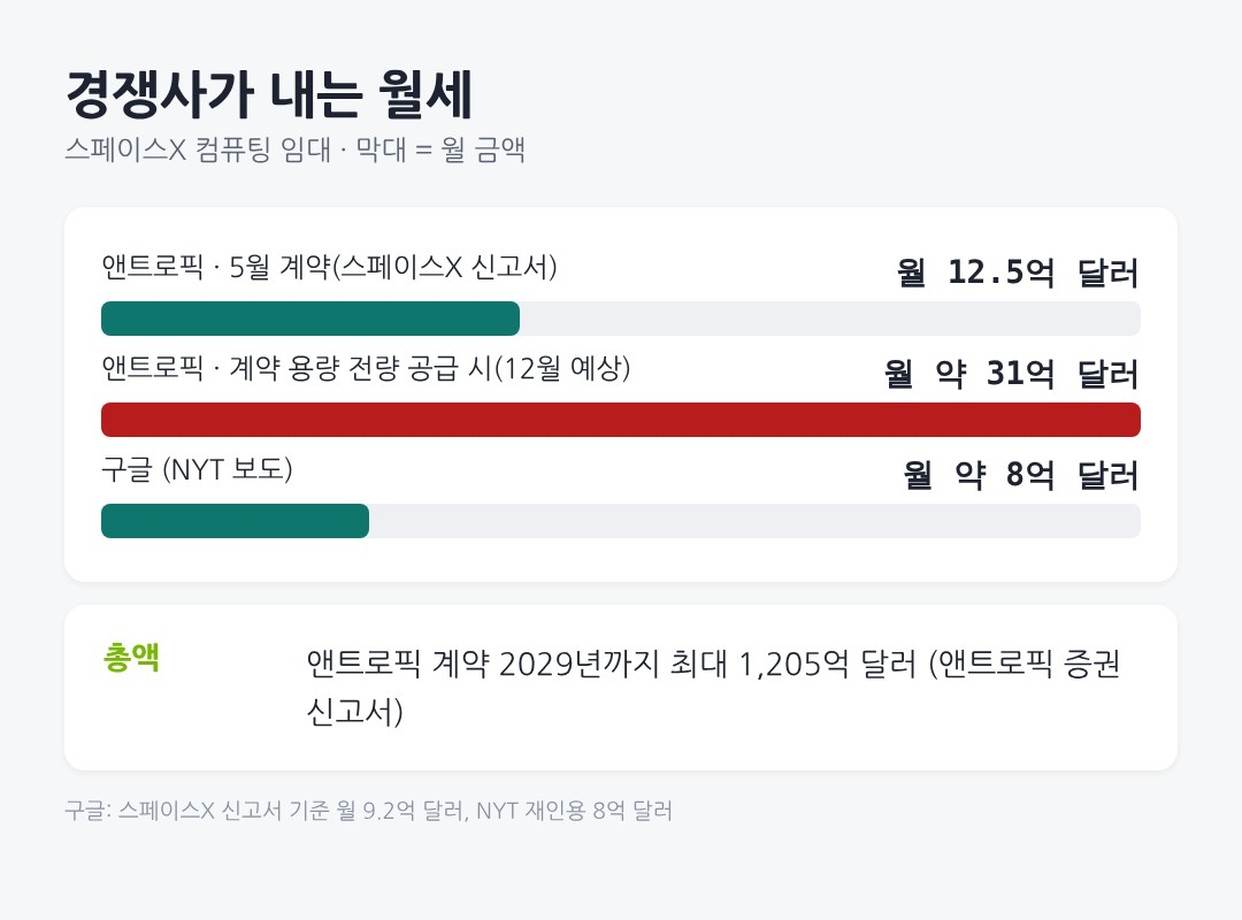 경쟁사가 내는 월세
스페이스X 컴퓨팅 임대 · 막대 = 월 금액
앤트로픽 · 5월 계약(스페이스X 신고서)
월 12.5억 달러
앤트로픽 · 계약 용량 전량 공급 시(12월 예상)
월 약 31억 달러
구글 (NYT 보도)
월 약 8억 달러
총액
앤트로픽 계약 2029년까지 최대 1,205억 달러 (앤트로픽 증권
신고서)
구글: 스페이스X 신고서 기준 월 9.2억 달러, NYT 재인용 8억 달러